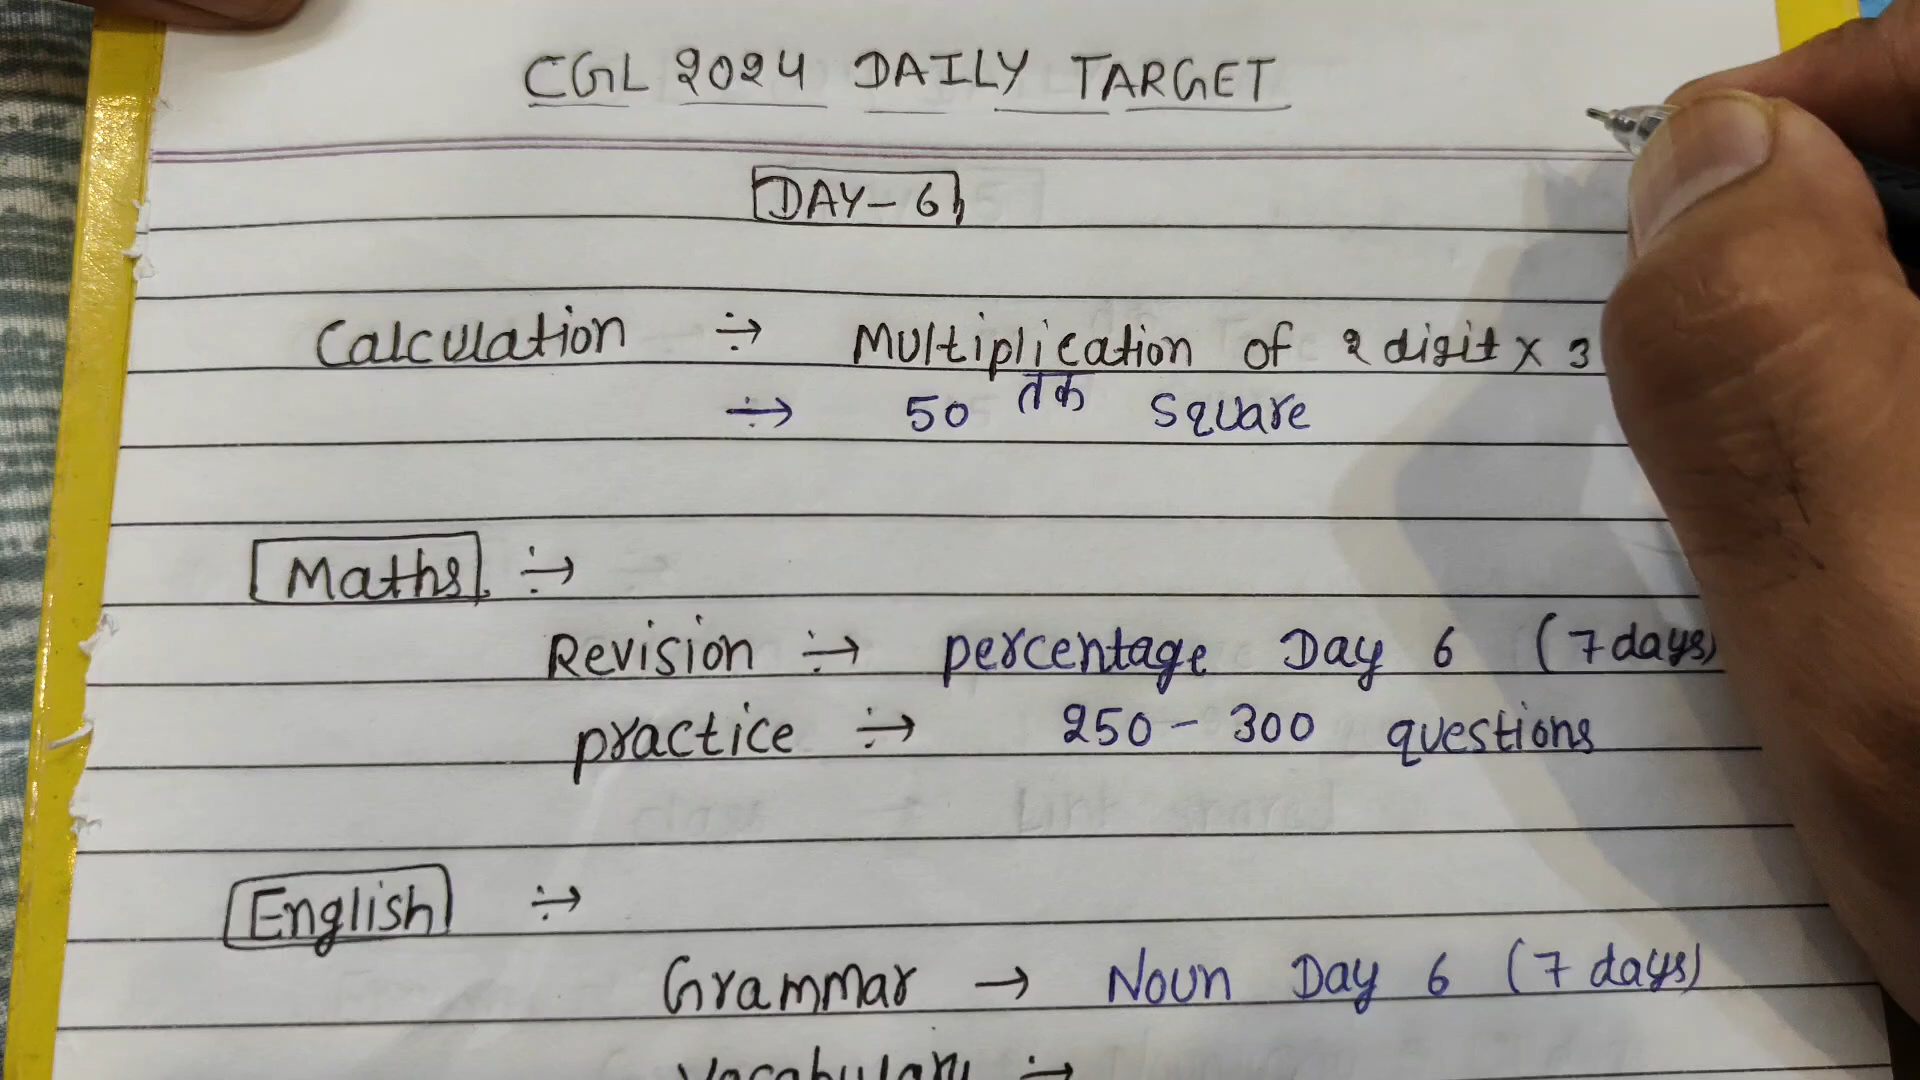 CGL 2024 DAILY TARGET
DAY-6
Calculation ÷→ Multiplication of 2 digit x 3
÷→ 50 तक Square
Maths ÷→
Revision ÷→ percentage Day 6 (7 days)
practice ÷→ 250 - 300 questions
English ÷→
Grammar → Noun Day 6 (7 days)
Vocabulary ÷→